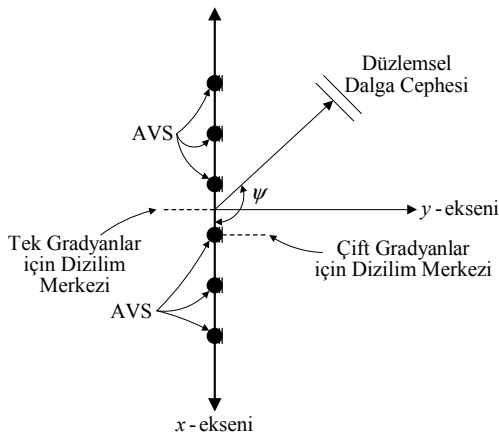 Düzlemsel
Dalga Cephesi
AVS
ψ
y - ekseni
Tek Gradyanlar
için Dizilim
Merkezi
Çift Gradyanlar
için Dizilim Merkezi
AVS
x - ekseni